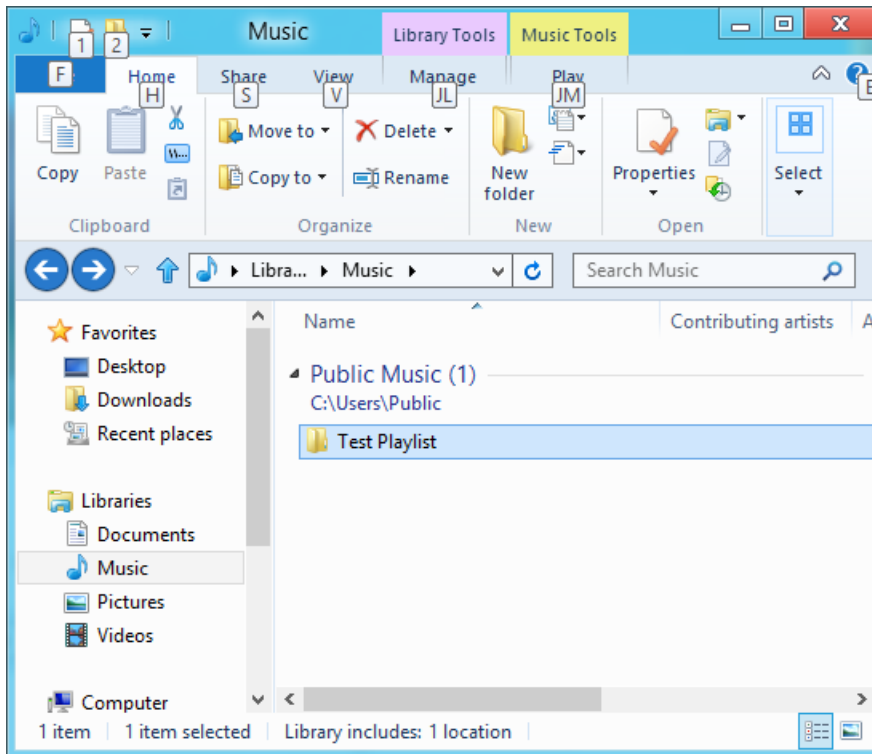 Music
Library Tools
Music Tools
1
2
F
Home
Share
View
Manage
Play
H
S
V
JL
JM
E
Copy
Paste
W...
Move to
Copy to
Delete
Rename
New folder
Properties
Select
Clipboard
Organize
New
Open
Libra...
Music
Search Music
Favorites
Desktop
Downloads
Recent places
Libraries
Documents
Music
Pictures
Videos
Computer
Name
Contributing artists
A
Public Music (1)
C:\Users\Public
Test Playlist
1 item
1 item selected
Library includes: 1 location